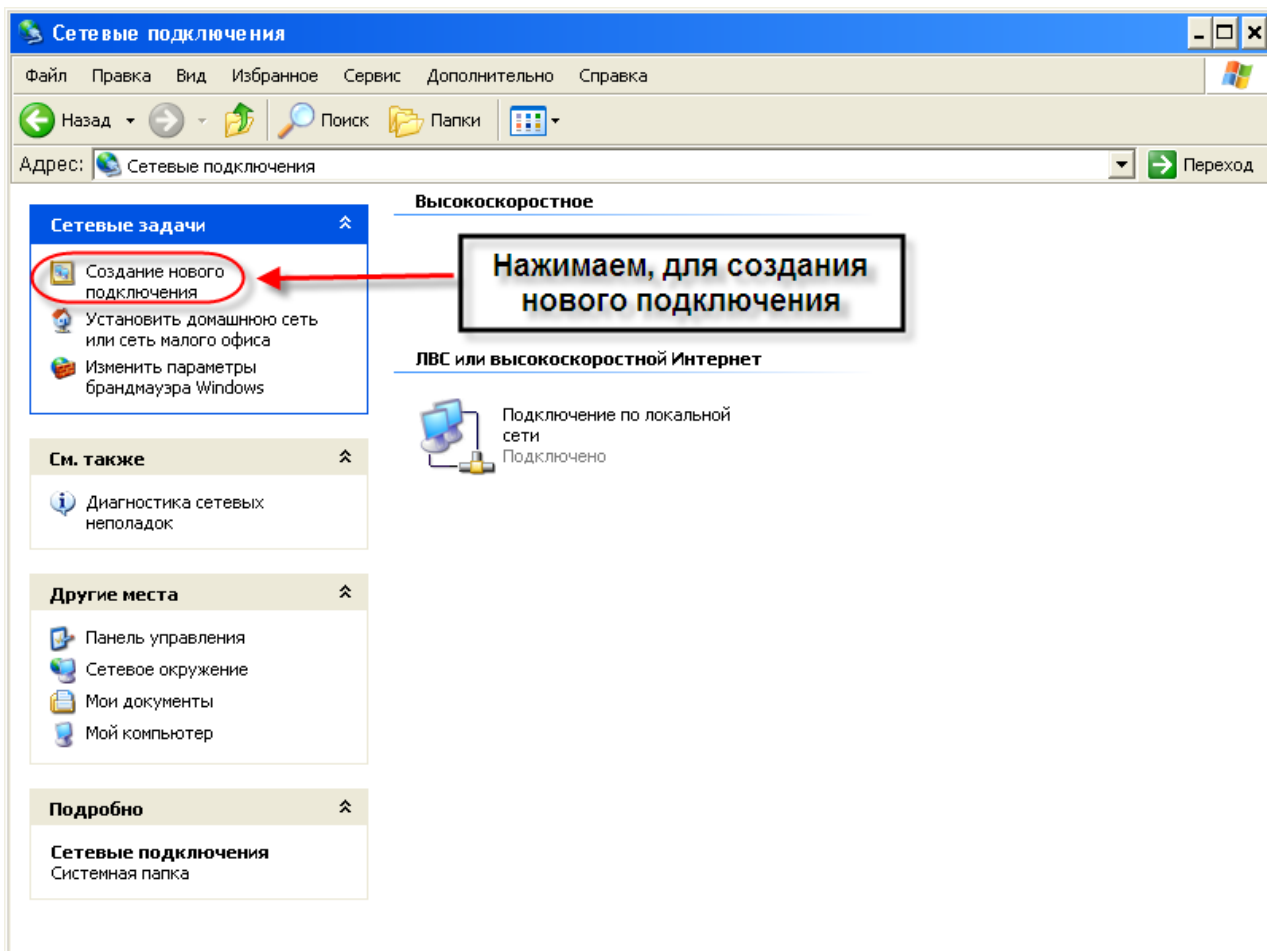 Сетевые подключения
Файл Правка Вид Избранное Сервис Дополнительно Справка
Назад Поиск Папки
Адрес: Сетевые подключения Переход
Сетевые задачи
Создание нового
подключения
Установить домашнюю сеть
или сеть малого офиса
Изменить параметры
брандмауэра Windows
См. также
Диагностика сетевых
неполадок
Другие места
Панель управления
Сетевое окружение
Мои документы
Мой компьютер
Подробно
Сетевые подключения
Системная папка
Высокоскоростное
Нажимаем, для создания
нового подключения
ЛВС или высокоскоростной Интернет
Подключение по локальной
сети
Подключено